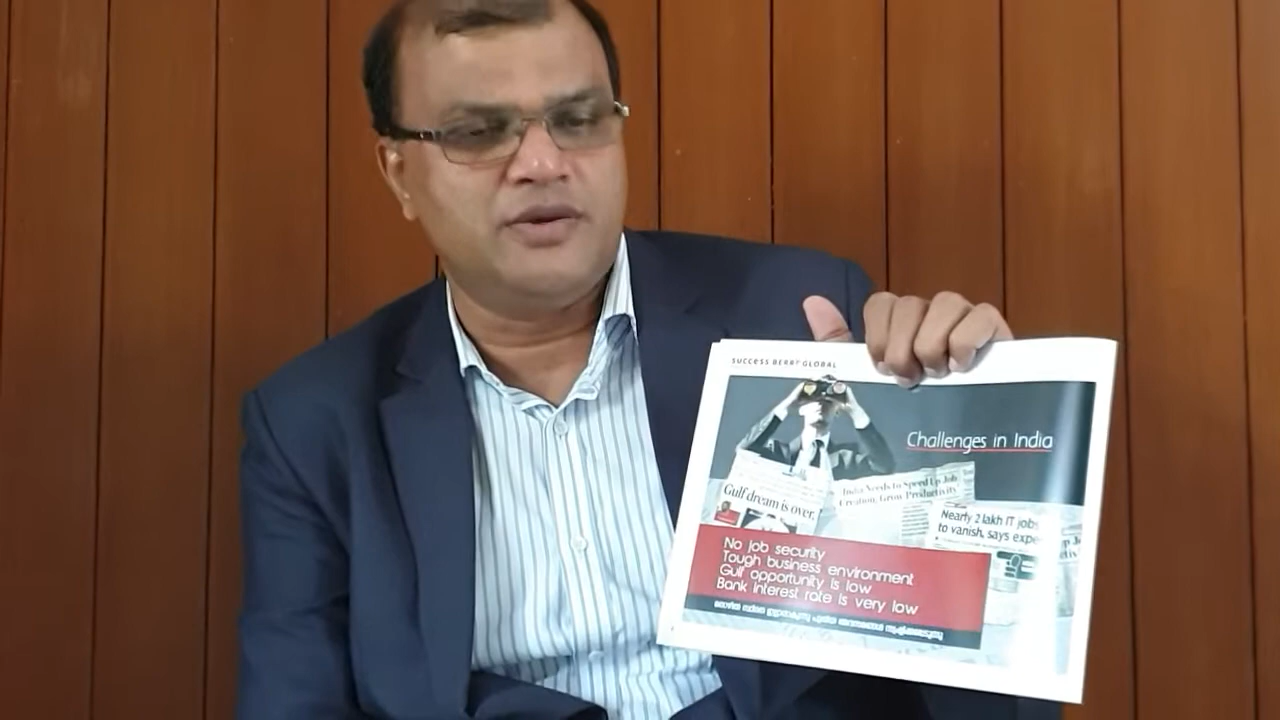 SUCCESS BERRY GLOBAL
Challenges in India
Gulf dream is over
India Needs to Speed Up Job
Creation, Grow Productivity
Nearly 2 lakh IT jobs
to vanish, says
No job security
Tough business environment
Gulf opportunity is low
Bank interest rate is very low